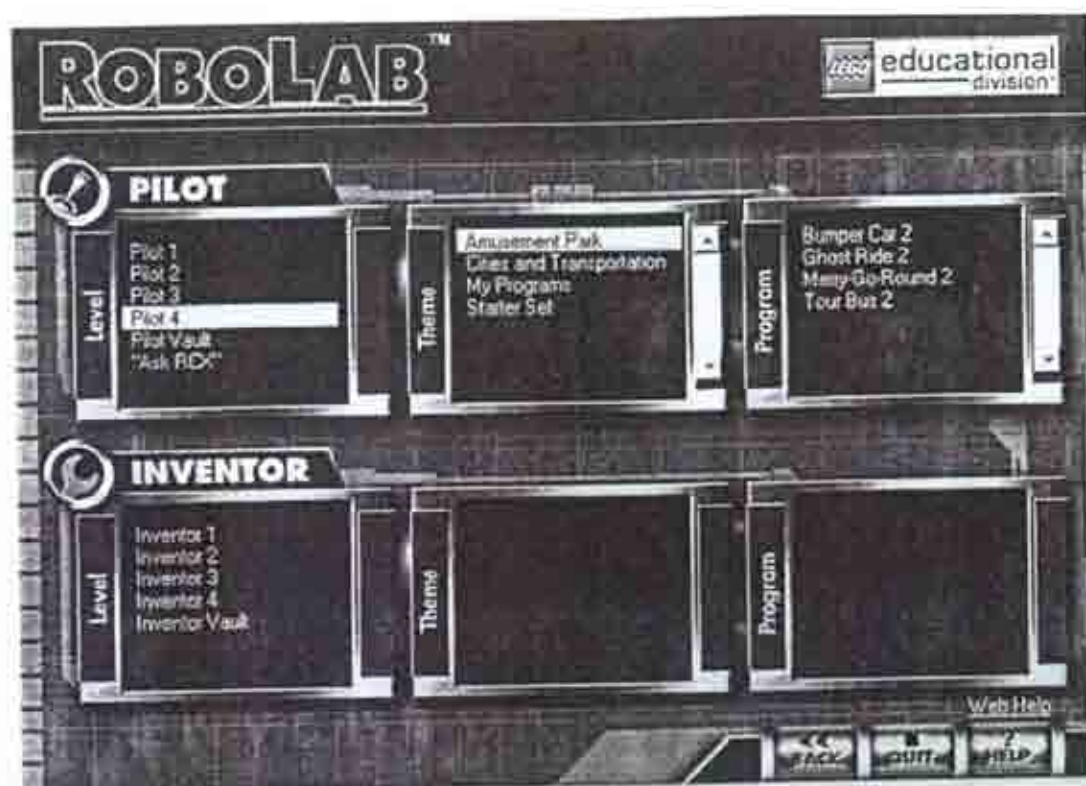 ROBOLAB™
LEGO educational division
PILOT
Level
Pilot 1
Pilot 2
Pilot 3
Pilot 4
Pilot Vault
"Ask RCX"
Theme
Amusement Park
Cities and Transportation
My Programs
Starter Set
Program
Bumper Car 2
Ghost Ride 2
Merry-Go-Round 2
Tour Bus 2
INVENTOR
Level
Inventor 1
Inventor 2
Inventor 3
Inventor 4
Inventor Vault
Theme
Program
Web Help
<< BACK
QUIT
? HELP